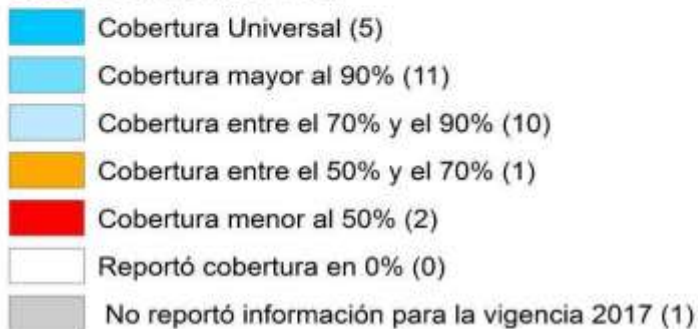 Cobertura Universal (5)
Cobertura mayor al 90% (11)
Cobertura entre el 70% y el 90% (10)
Cobertura entre el 50% y el 70% (1)
Cobertura menor al 50% (2)
Reportó cobertura en 0% (0)
No reportó información para la vigencia 2017 (1)